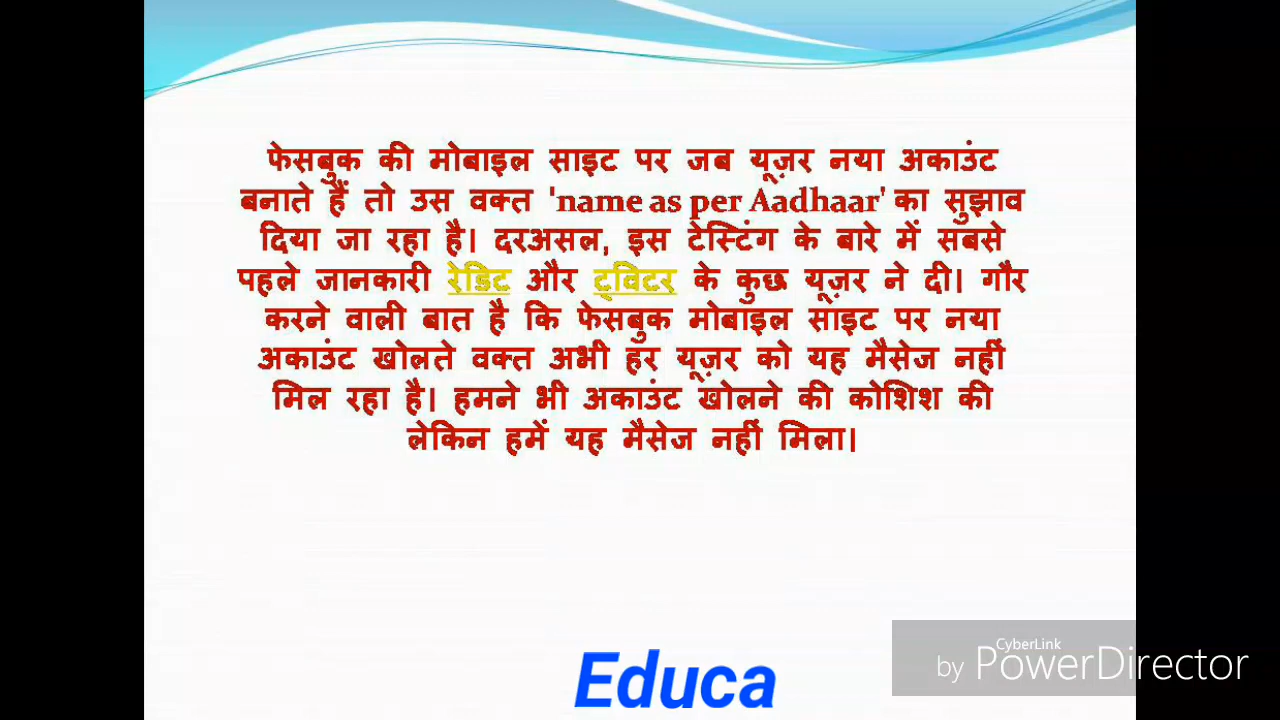 फेसबुक की मोबाइल साइट पर जब यूज़र नया अकाउंट
बनाते हैं तो उस वक्त 'name as per Aadhaar' का सुझाव
दिया जा रहा है। दरअसल, इस टेस्टिंग के बारे में सबसे
पहले जानकारी रेडिट और ट्विटर के कुछ यूज़र ने दी। गौर
करने वाली बात है कि फेसबुक मोबाइल साइट पर नया
अकाउंट खोलते वक्त अभी हर यूज़र को यह मैसेज नहीं
मिल रहा है। हमने भी अकाउंट खोलने की कोशिश की
लेकिन हमें यह मैसेज नहीं मिला।
Educa
CyberLink
by PowerDirector